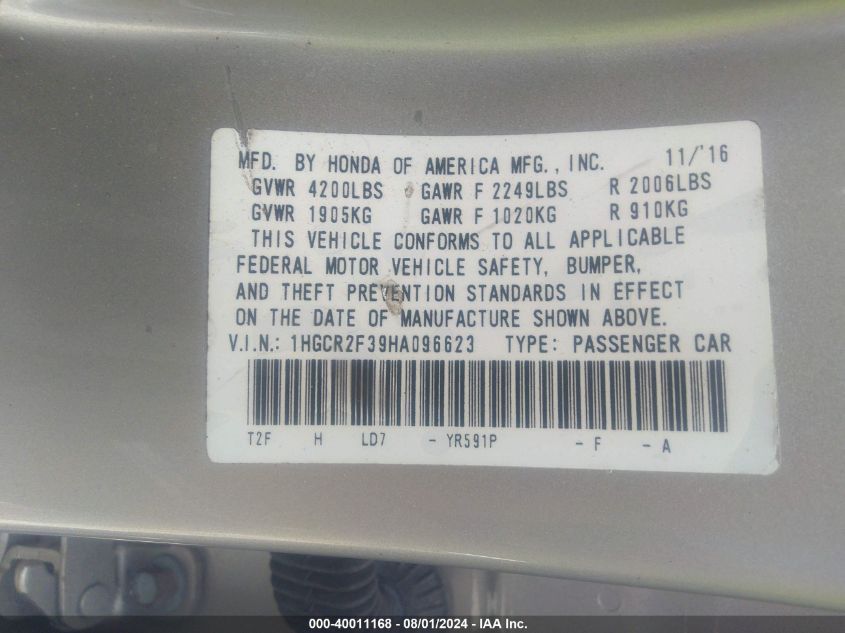 MFD. BY HONDA OF AMERICA MFG., INC. 11/'16
GVWR 4200LBS GAWR F 2249LBS R 2006LBS
GVWR 1905KG GAWR F 1020KG R 910KG
THIS VEHICLE CONFORMS TO ALL APPLICABLE
FEDERAL MOTOR VEHICLE SAFETY, BUMPER,
AND THEFT PREVENTION STANDARDS IN EFFECT
ON THE DATE OF MANUFACTURE SHOWN ABOVE.
V.I.N.: 1HGCR2F39HA096623 TYPE: PASSENGER CAR
T2F H LD7 - YR591P - F - A
000-40011168 - 08/01/2024 - IAA Inc.